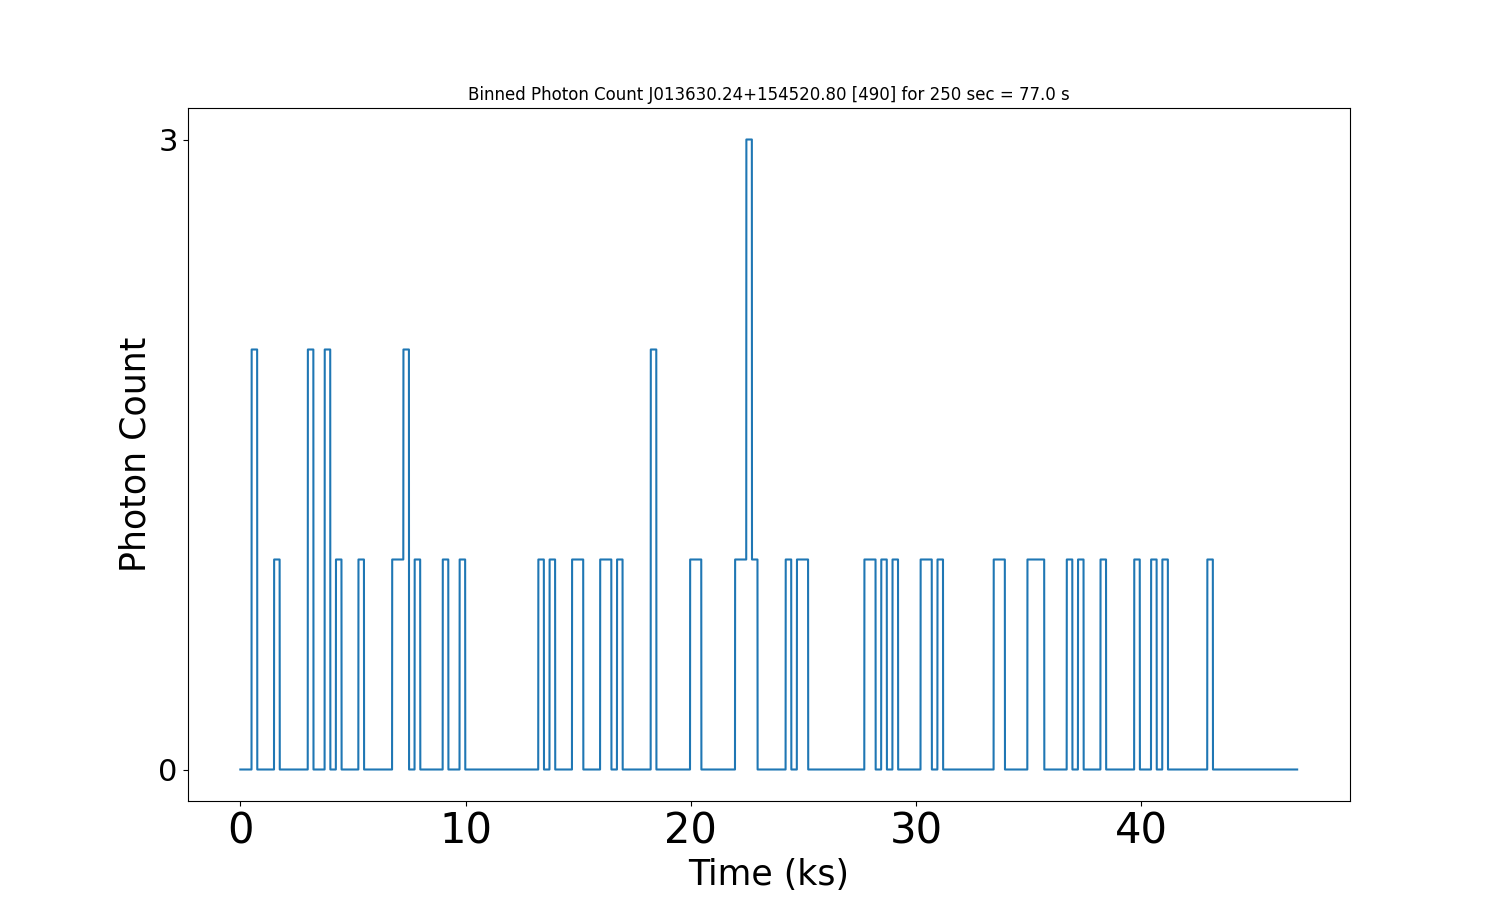 Binned Photon Count J013630.24+154520.80 [490] for 250 sec = 77.0 s
3
0
Photon Count
0 10 20 30 40
Time (ks)